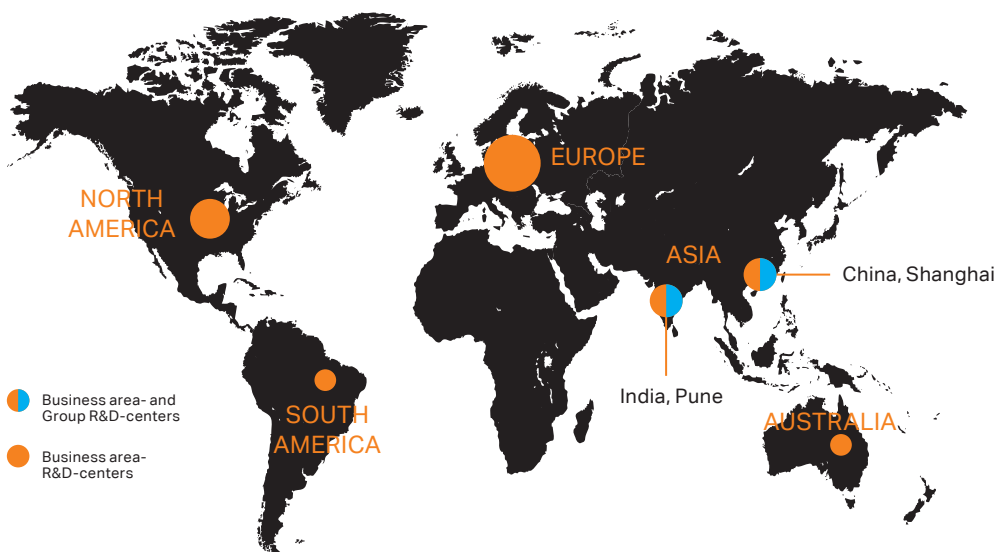 EUROPE
NORTH
AMERICA
ASIA
China, Shanghai
India, Pune
Business area- and
Group R&D-centers
SOUTH
AMERICA
AUSTRALIA
Business area-
R&D-centers